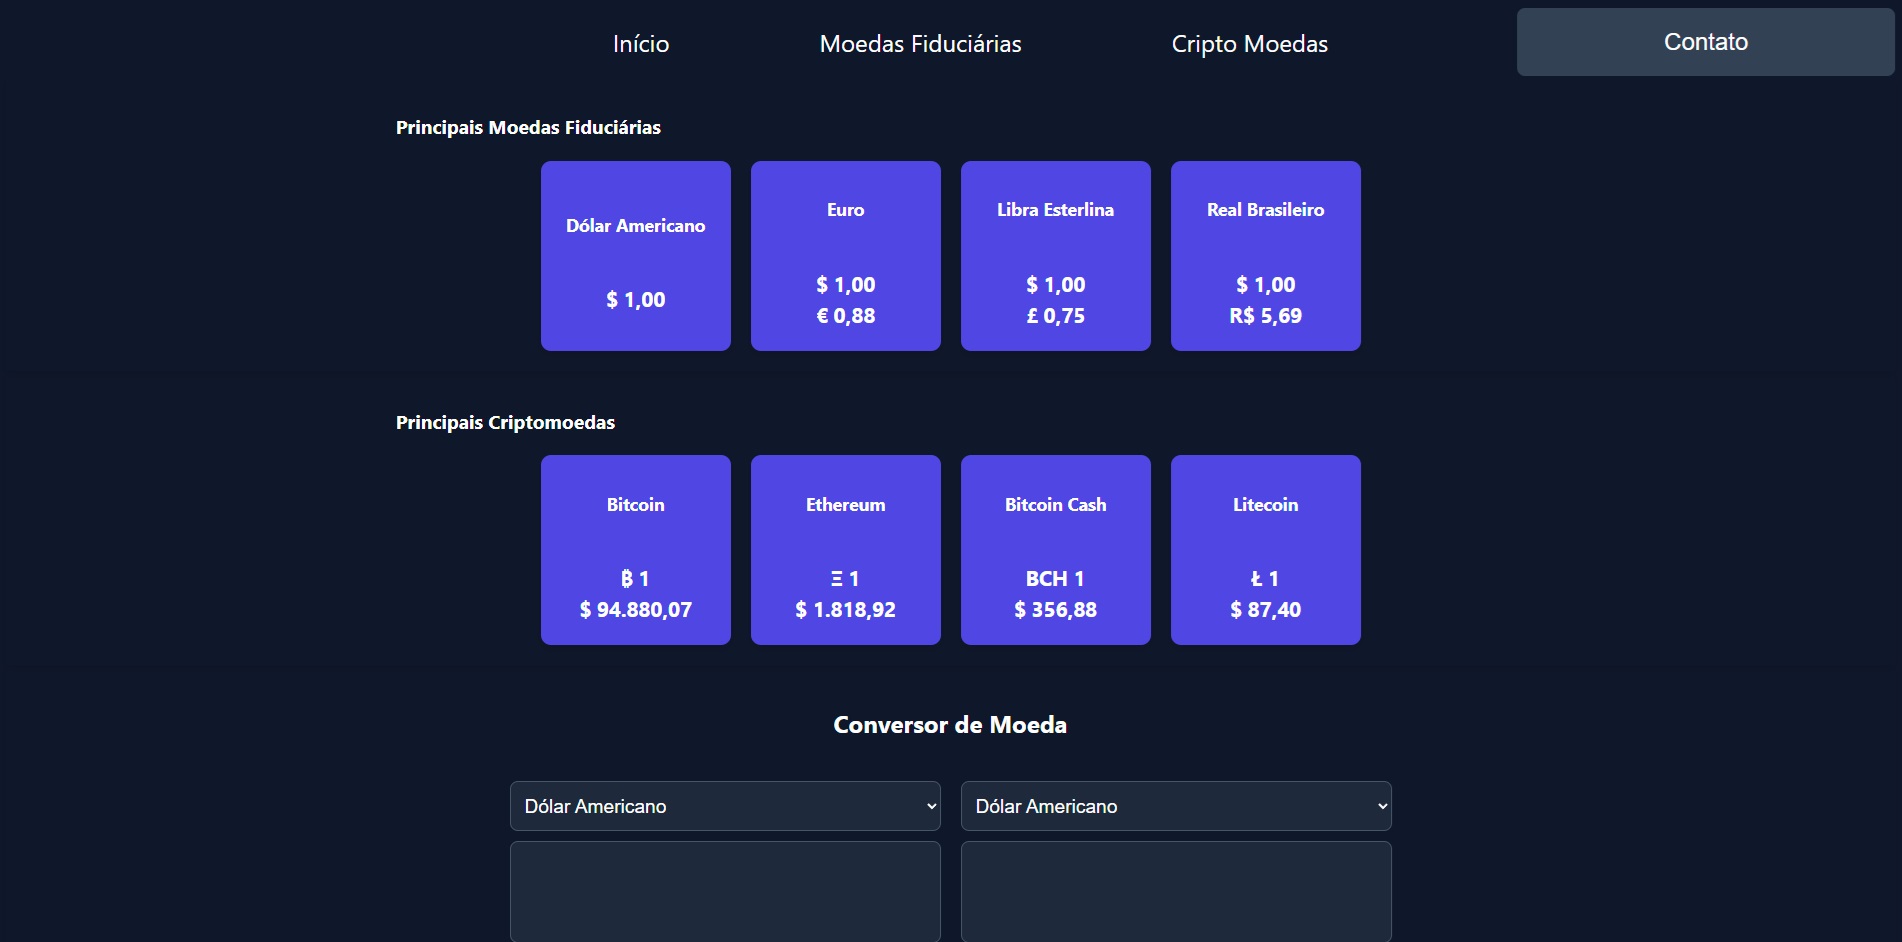 Início
Moedas Fiduciárias
Cripto Moedas
Contato
Principais Moedas Fiduciárias
Dólar Americano
$ 1,00
Euro
$ 1,00
€ 0,88
Libra Esterlina
$ 1,00
£ 0,75
Real Brasileiro
$ 1,00
R$ 5,69
Principais Criptomoedas
Bitcoin
₿ 1
$ 94.880,07
Ethereum
Ξ 1
$ 1.818,92
Bitcoin Cash
BCH 1
$ 356,88
Litecoin
Ł 1
$ 87,40
Conversor de Moeda
Dólar Americano
Dólar Americano